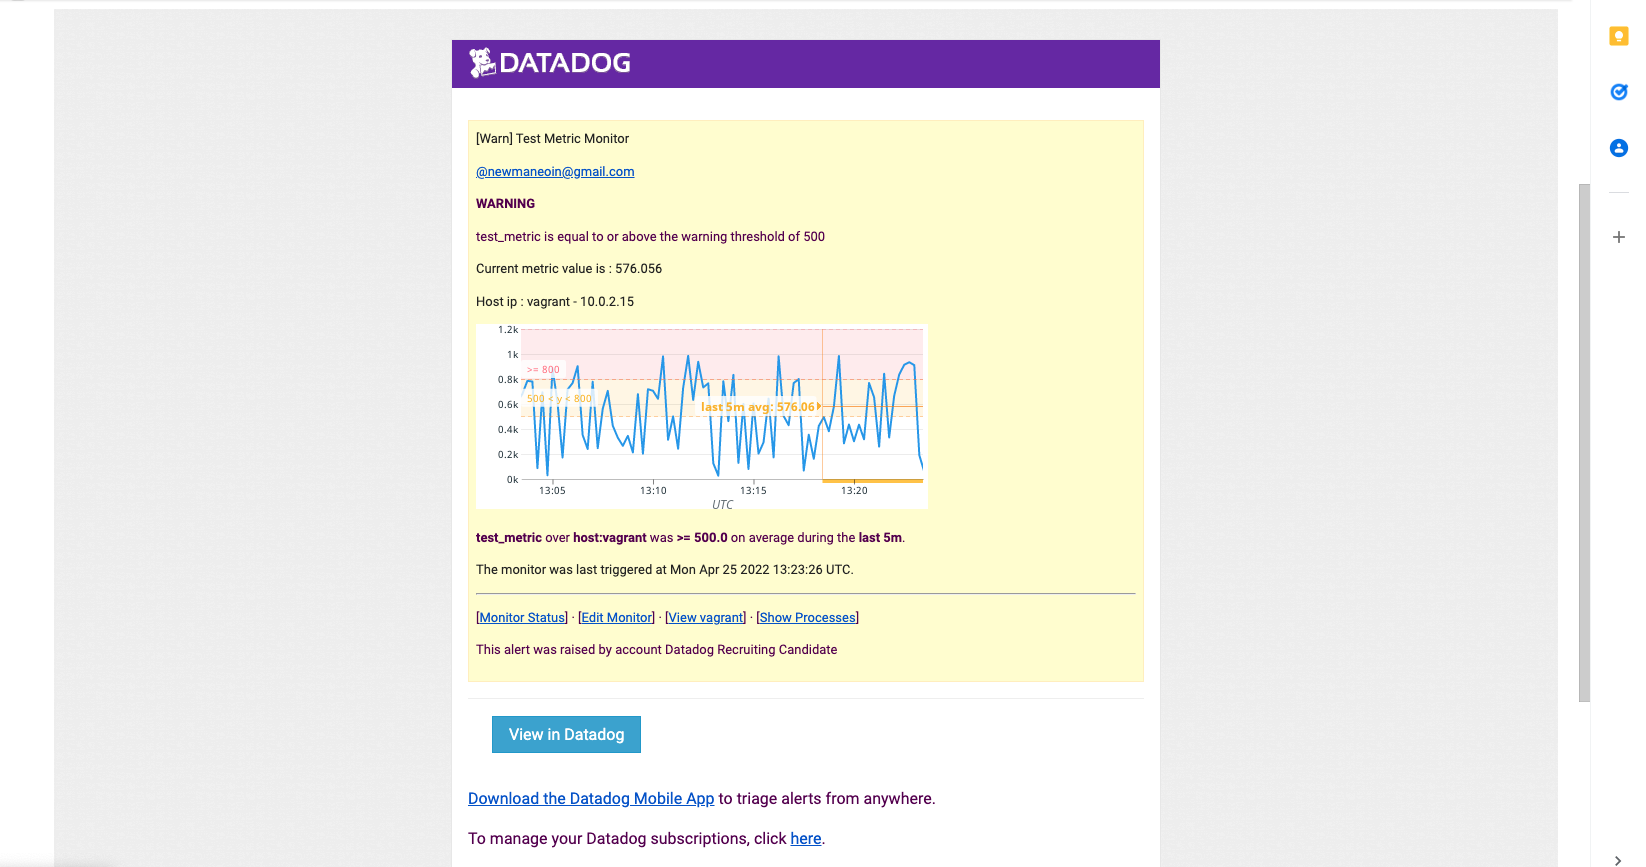 DATADOG
[Warn] Test Metric Monitor
@newmaneoin@gmail.com
WARNING
test_metric is equal to or above the warning threshold of 500
Current metric value is : 576.056
Host ip : vagrant - 10.0.2.15
1.2k
1k
>= 800
0.8k
500 < y < 800
0.6k
last 5m avg: 576.06
0.4k
0.2k
0k
13:05 13:10 13:15 13:20
UTC
test_metric over host:vagrant was >= 500.0 on average during the last 5m.
The monitor was last triggered at Mon Apr 25 2022 13:23:26 UTC.
[Monitor Status] · [Edit Monitor] · [View vagrant] · [Show Processes]
This alert was raised by account Datadog Recruiting Candidate
View in Datadog
Download the Datadog Mobile App to triage alerts from anywhere.
To manage your Datadog subscriptions, click here.